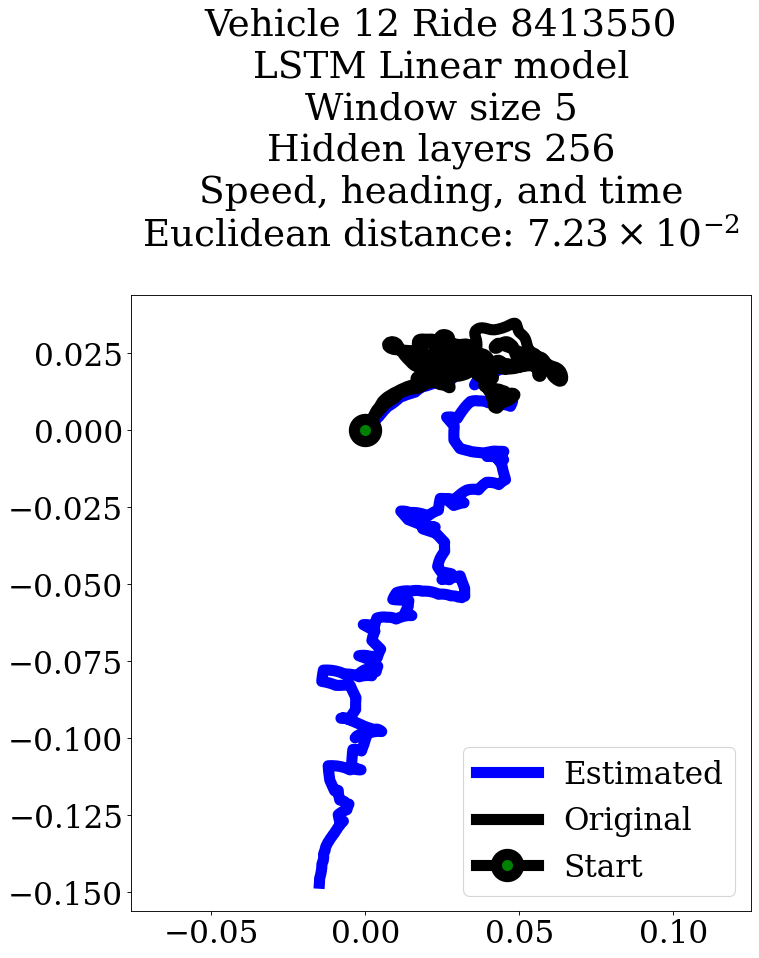 Vehicle 12 Ride 8413550
LSTM Linear model
Window size 5
Hidden layers 256
Speed, heading, and time
Euclidean distance: 7.23 × 10⁻²
0.025
0.000
−0.025
−0.050
−0.075
−0.100
−0.125
−0.150
Estimated
Original
Start
−0.05 0.00 0.05 0.10